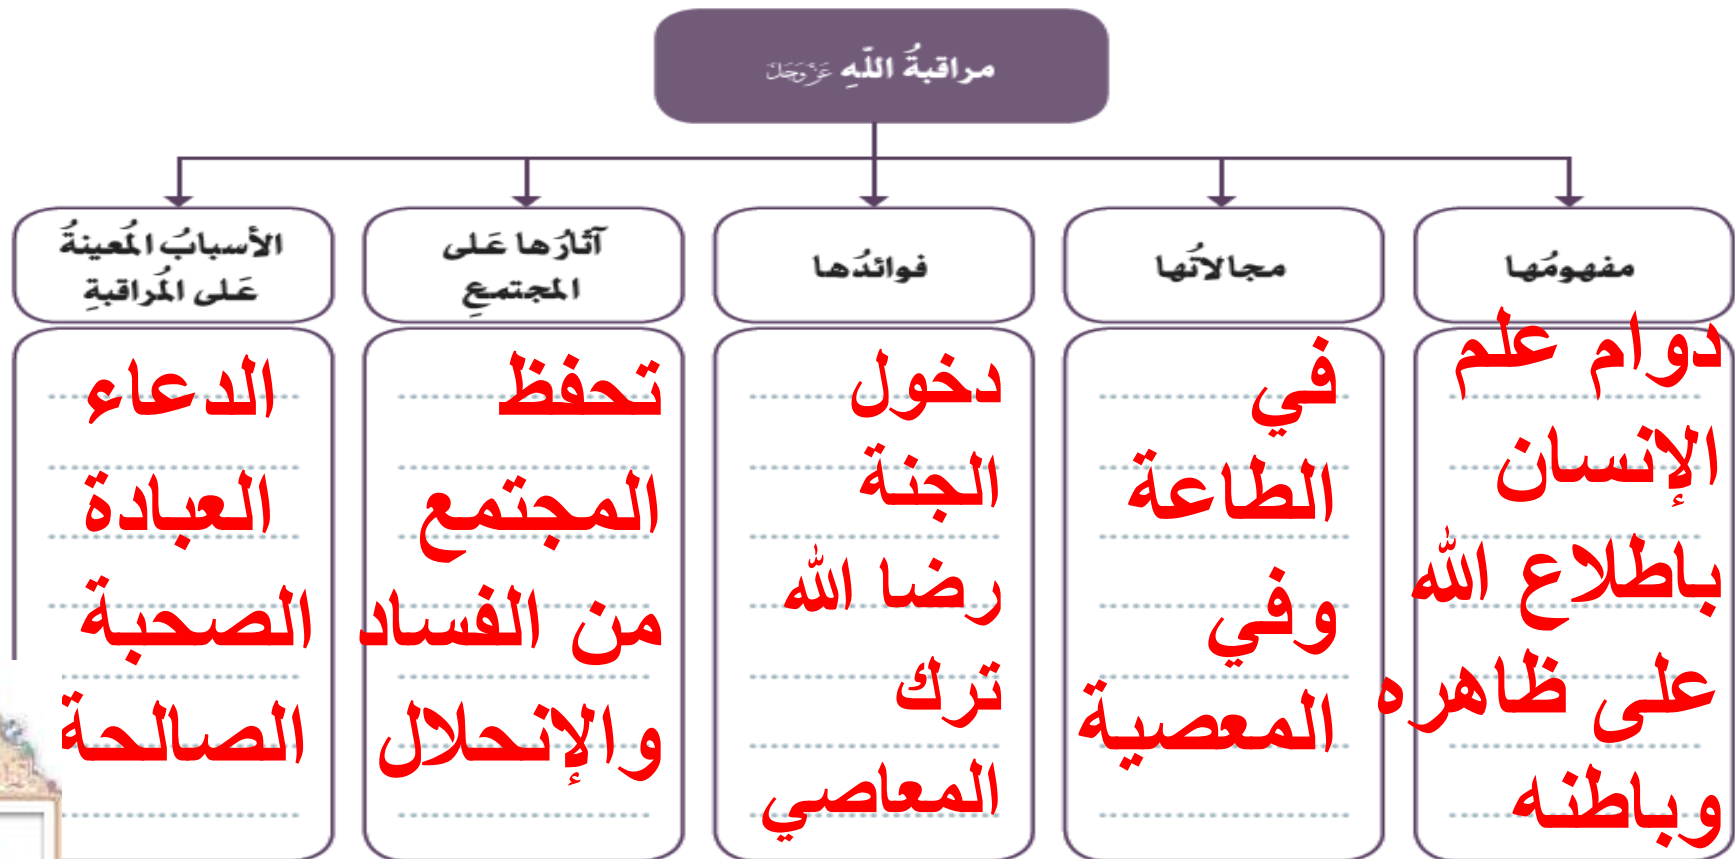 مراقبةُ اللَّهِ عَزَّوَجَلَّ
مفهومُها
مجالاتُها
فوائدُها
آثارُها عَلى
المجتمعِ
الأسبابُ المُعينةُ
عَلى المُراقبةِ
دوام علم
الإنسان
باطلاع الله
على ظاهره
وباطنه
في
الطاعة
وفي
المعصية
دخول
الجنة
رضا الله
ترك
المعاصي
تحفظ
المجتمع
من الفساد
والإنحلال
الدعاء
العبادة
الصحبة
الصالحة